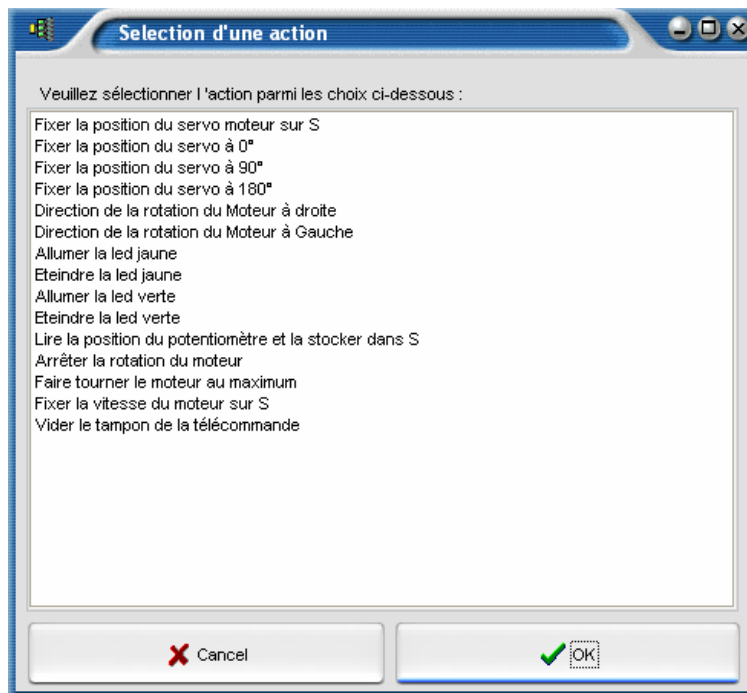 Selection d'une action
Veuillez sélectionner l 'action parmi les choix ci-dessous :
Fixer la position du servo moteur sur S
Fixer la position du servo à 0°
Fixer la position du servo à 90°
Fixer la position du servo à 180°
Direction de la rotation du Moteur à droite
Direction de la rotation du Moteur à Gauche
Allumer la led jaune
Eteindre la led jaune
Allumer la led verte
Eteindre la led verte
Lire la position du potentiomètre et la stocker dans S
Arrêter la rotation du moteur
Faire tourner le moteur au maximum
Fixer la vitesse du moteur sur S
Vider le tampon de la télécommande
Cancel OK